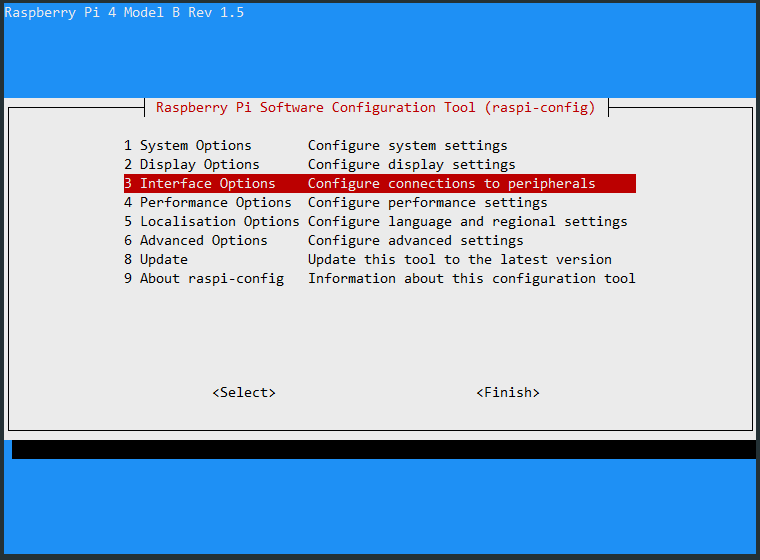 Raspberry Pi 4 Model B Rev 1.5
Raspberry Pi Software Configuration Tool (raspi-config)
1 System Options Configure system settings
2 Display Options Configure display settings
3 Interface Options Configure connections to peripherals
4 Performance Options Configure performance settings
5 Localisation Options Configure language and regional settings
6 Advanced Options Configure advanced settings
8 Update Update this tool to the latest version
9 About raspi-config Information about this configuration tool
<Select> <Finish>